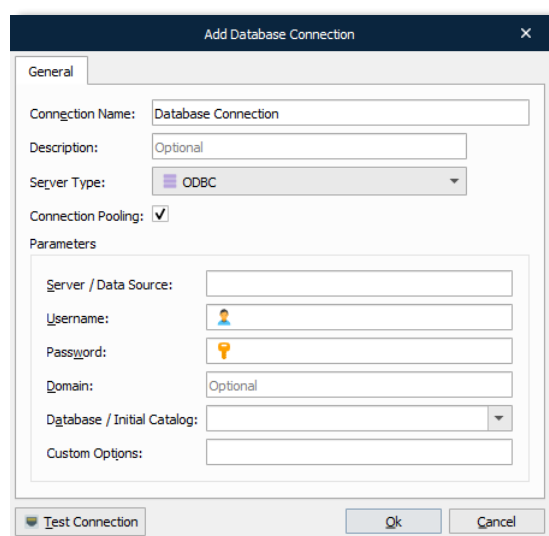 Add Database Connection
General
Connection Name: Database Connection
Description: Optional
Server Type: ODBC
Connection Pooling:
Parameters
Server / Data Source:
Username:
Password:
Domain: Optional
Database / Initial Catalog:
Custom Options:
Test Connection Ok Cancel